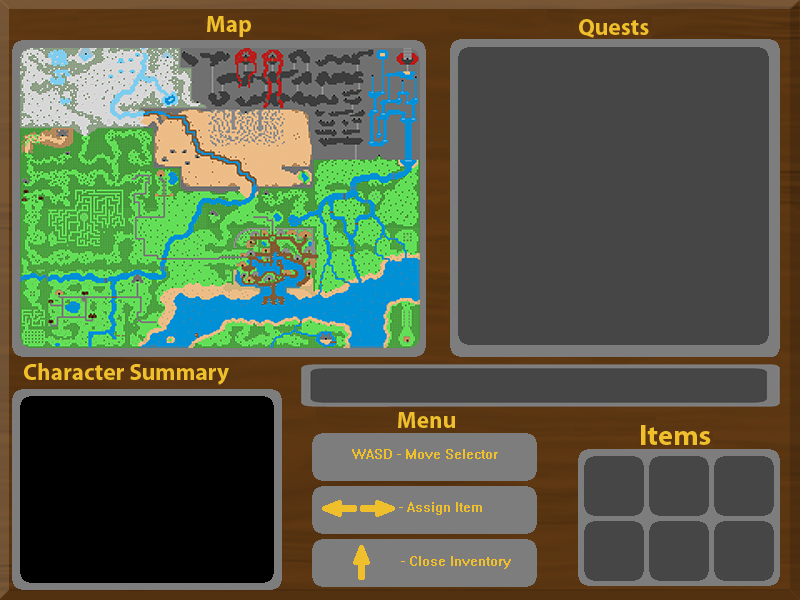 Map
Quests
Character Summary
Menu
WASD - Move Selector
- Assign Item
- Close Inventory
Items